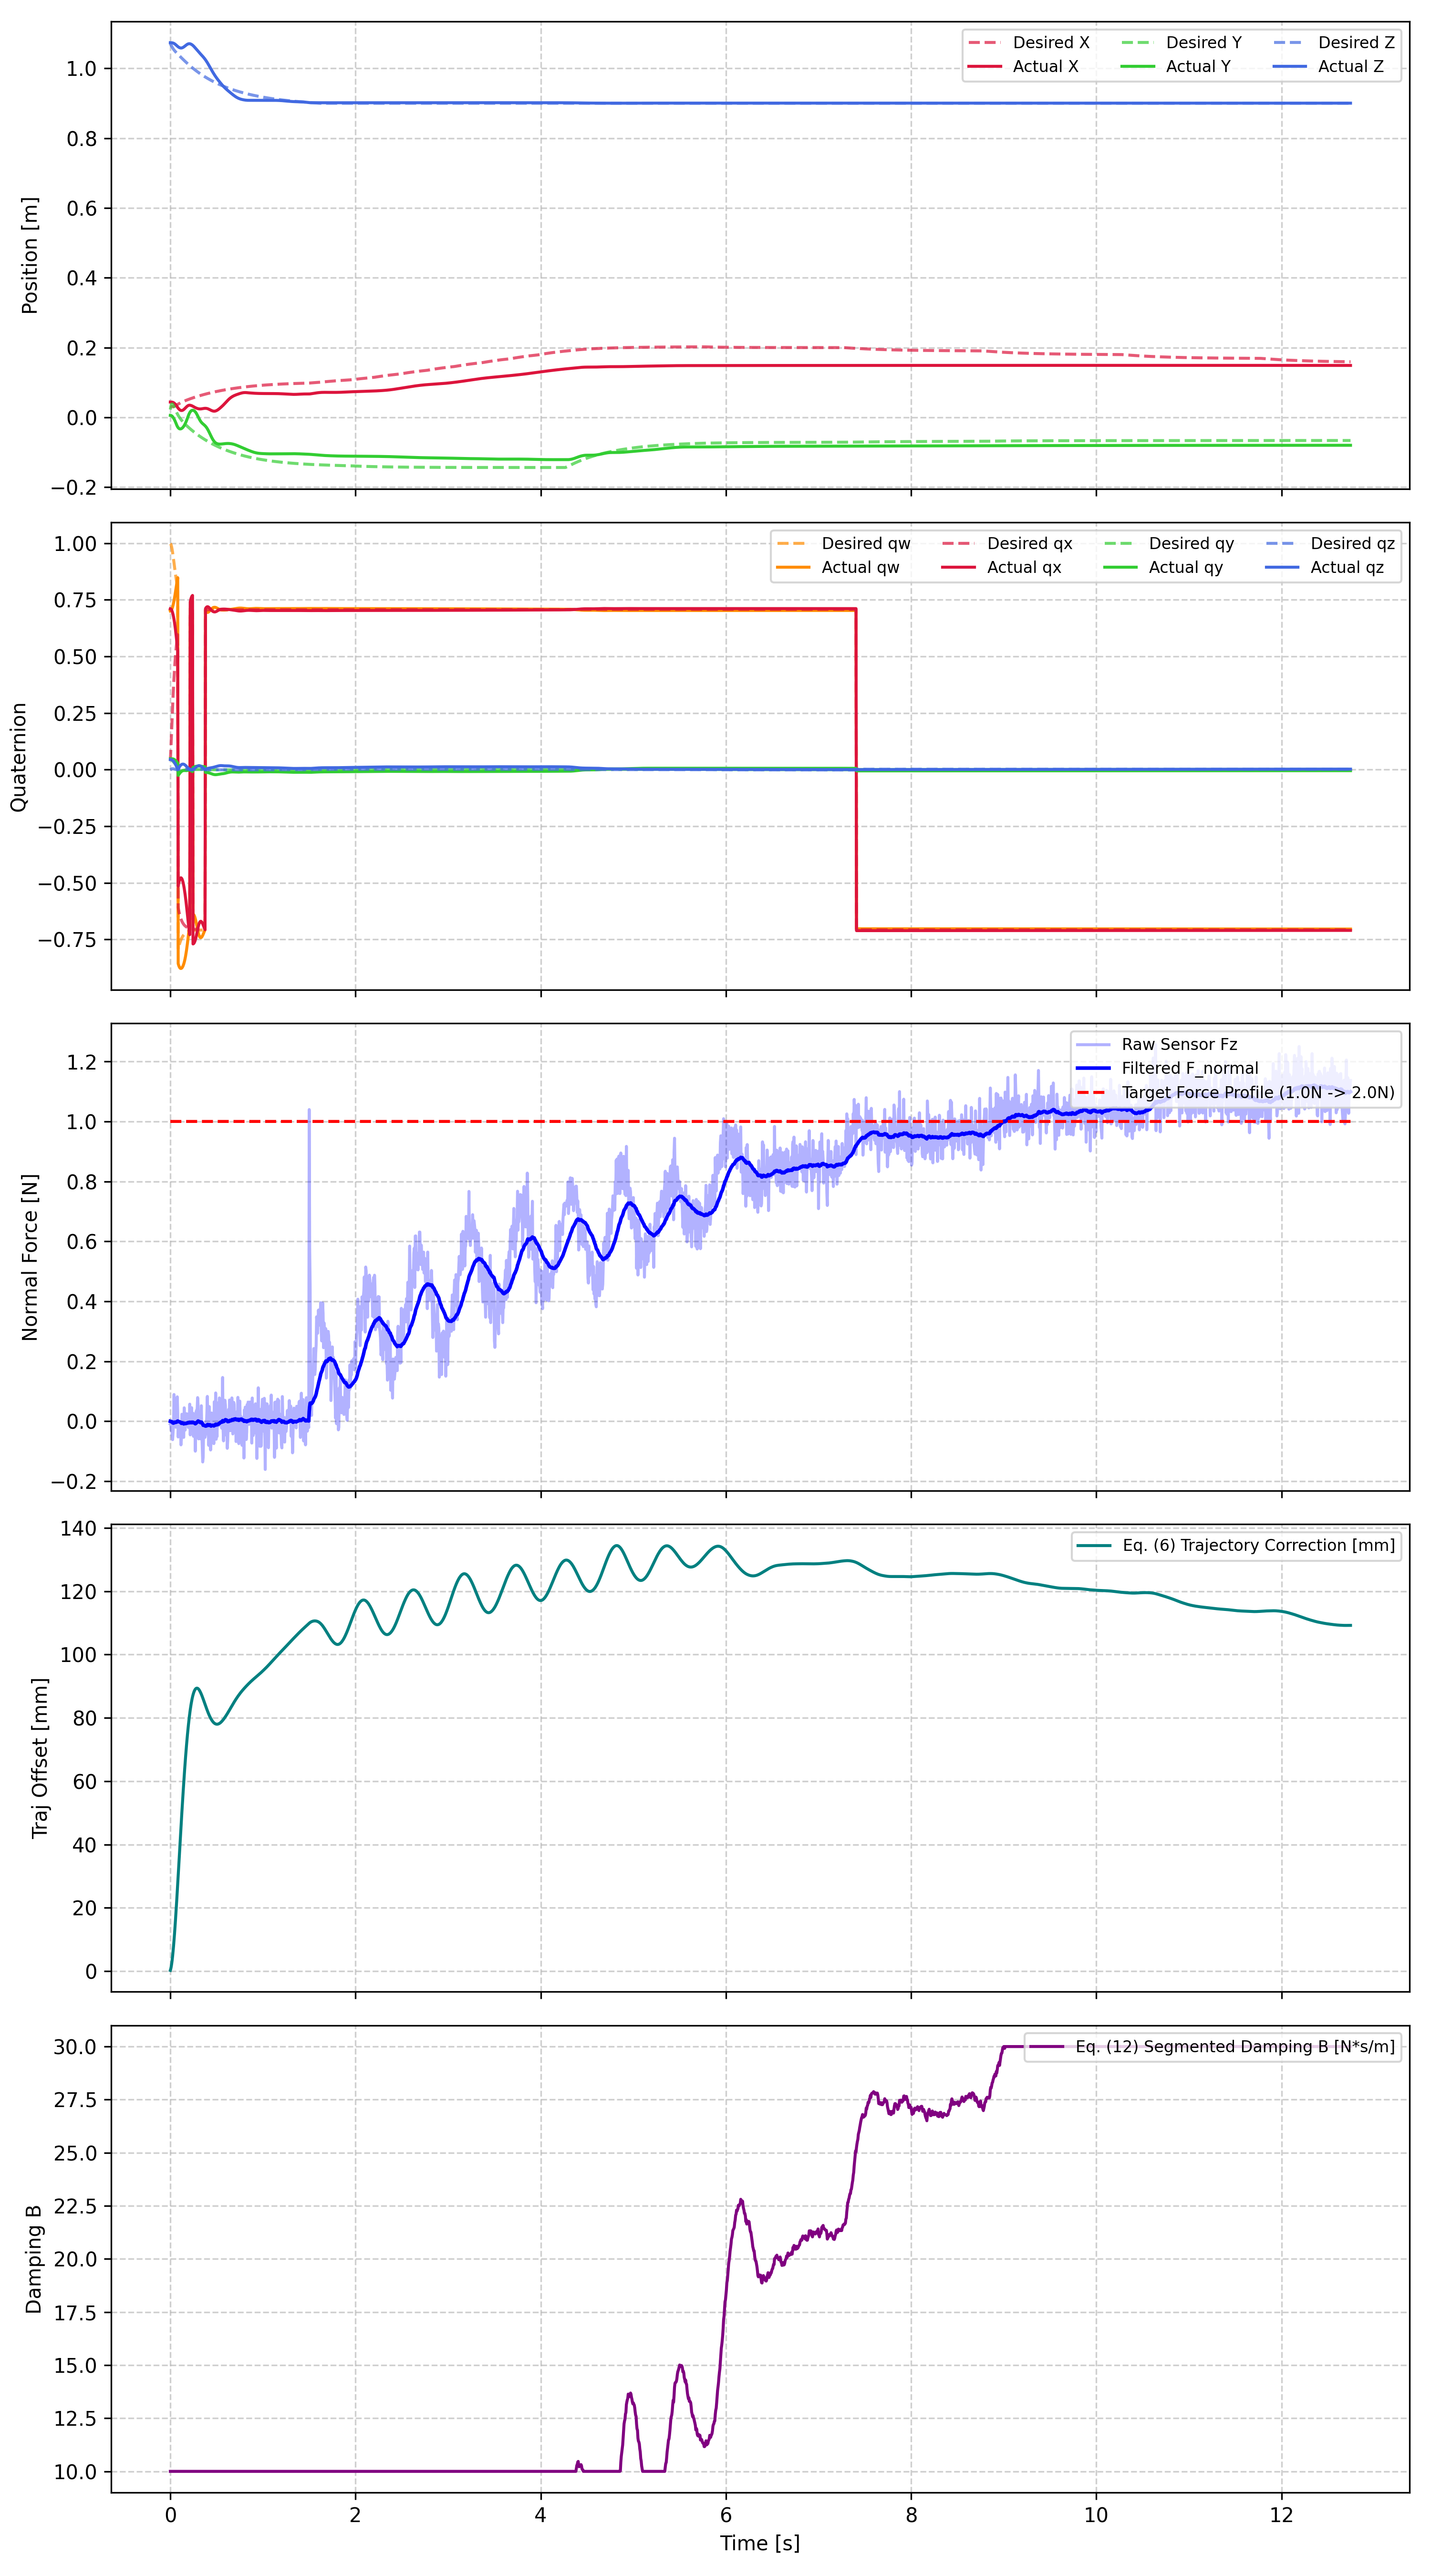 Desired X
Desired Y
Desired Z
Actual X
Actual Y
Actual Z
Position [m]
1.0
0.8
0.6
0.4
0.2
0.0
−0.2
Desired qw
Desired qx
Desired qy
Desired qz
Actual qw
Actual qx
Actual qy
Actual qz
Quaternion
1.00
0.75
0.50
0.25
0.00
−0.25
−0.50
−0.75
Raw Sensor Fz
Filtered F_normal
Target Force Profile (1.0N -> 2.0N)
Normal Force [N]
1.2
1.0
0.8
0.6
0.4
0.2
0.0
−0.2
Eq. (6) Trajectory Correction [mm]
Traj Offset [mm]
140
120
100
80
60
40
20
0
Eq. (12) Segmented Damping B [N*s/m]
Damping B
30.0
27.5
25.0
22.5
20.0
17.5
15.0
12.5
10.0
0
2
4
6
8
10
12
Time [s]